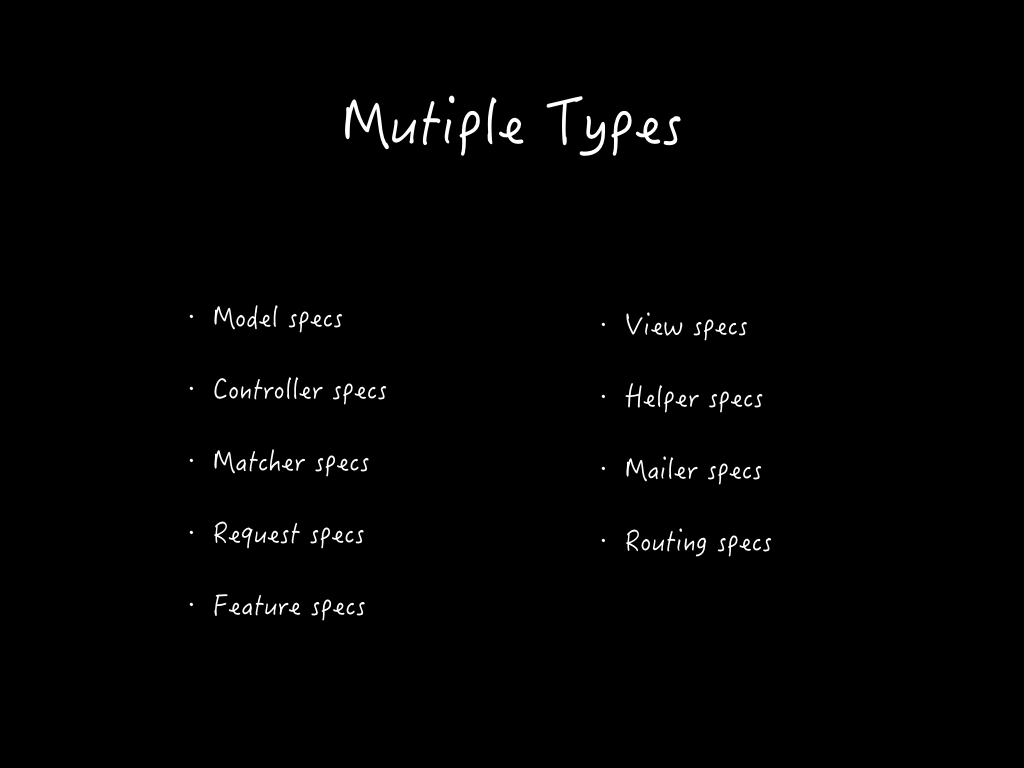 Mutiple Types
· Model specs
· Controller specs
· Matcher specs
· Request specs
· Feature specs
· View specs
· Helper specs
· Mailer specs
· Routing specs